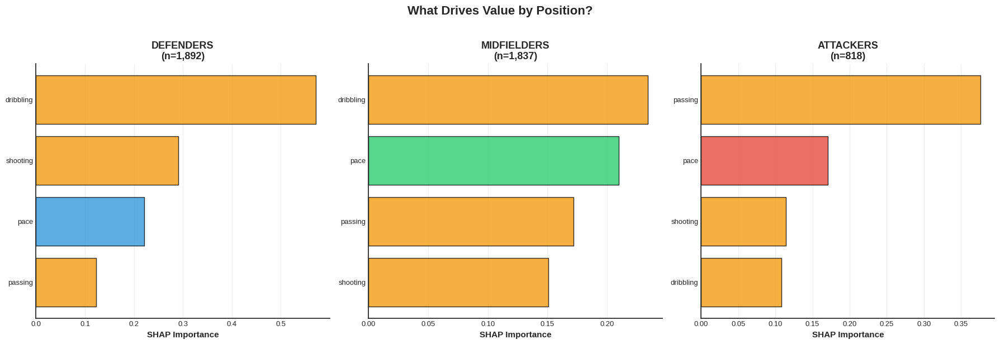 What Drives Value by Position?
DEFENDERS
(n=1,892)
dribbling
shooting
pace
passing
0.0 0.1 0.2 0.3 0.4 0.5
SHAP Importance
MIDFIELDERS
(n=1,837)
dribbling
pace
passing
shooting
0.00 0.05 0.10 0.15 0.20
SHAP Importance
ATTACKERS
(n=818)
passing
pace
shooting
dribbling
0.00 0.05 0.10 0.15 0.20 0.25 0.30 0.35
SHAP Importance